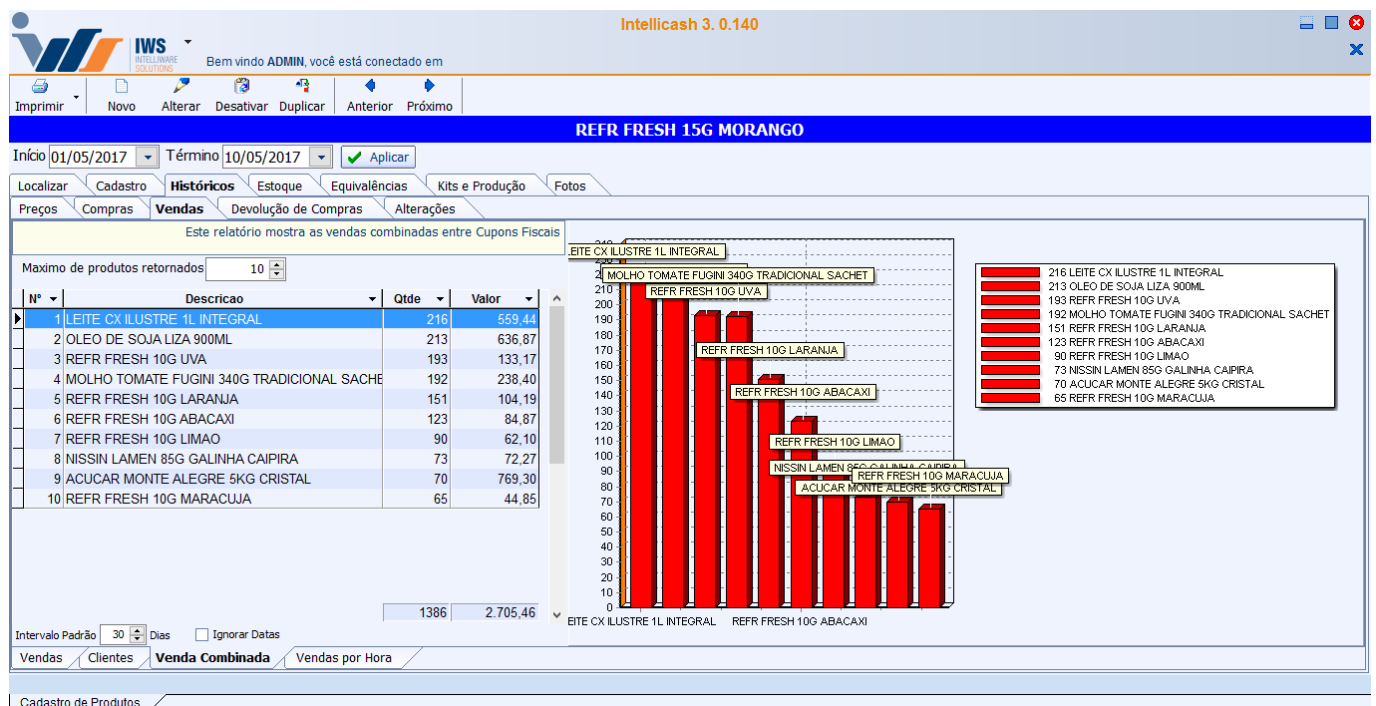 Intellicash 3. 0.140
IWS
INTELLIWARE
SOLUTIONS
Bem vindo ADMIN, você está conectado em
Imprimir Novo Alterar Desativar Duplicar Anterior Próximo
REFR FRESH 15G MORANGO
Início 01/05/2017 Término 10/05/2017 Aplicar
Localizar Cadastro Históricos Estoque Equivalências Kits e Produção Fotos
Preços Compras Vendas Devolução de Compras Alterações
Este relatório mostra as vendas combinadas entre Cupons Fiscais
Maximo de produtos retornados 10
N° Descricao Qtde Valor
1 LEITE CX ILUSTRE 1L INTEGRAL 216 559,44
2 OLEO DE SOJA LIZA 900ML 213 636,87
3 REFR FRESH 10G UVA 193 133,17
4 MOLHO TOMATE FUGINI 340G TRADICIONAL SACHE 192 238,40
5 REFR FRESH 10G LARANJA 151 104,19
6 REFR FRESH 10G ABACAXI 123 84,87
7 REFR FRESH 10G LIMAO 90 62,10
8 NISSIN LAMEN 85G GALINHA CAIPIRA 73 72,27
9 ACUCAR MONTE ALEGRE 5KG CRISTAL 70 769,30
10 REFR FRESH 10G MARACUJA 65 44,85
1386 2.705,46
Intervalo Padrão 30 Dias Ignorar Datas
Vendas Clientes Venda Combinada Vendas por Hora
Cadastro de Produtos
EITE CX ILUSTRE 1L INTEGRAL
MOLHO TOMATE FUGINI 340G TRADICIONAL SACHET
REFR FRESH 10G UVA
REFR FRESH 10G LARANJA
REFR FRESH 10G ABACAXI
REFR FRESH 10G LIMAO
NISSIN LAMEN 85G GALINHA CAIPIRA
REFR FRESH 10G MARACUJA
ACUCAR MONTE ALEGRE 5KG CRISTAL
210
200
190
180
170
160
150
140
130
120
110
100
90
80
70
60
50
40
30
20
10
0
EITE CX ILUSTRE 1L INTEGRAL REFR FRESH 10G ABACAXI
216 LEITE CX ILUSTRE 1L INTEGRAL
213 OLEO DE SOJA LIZA 900ML
193 REFR FRESH 10G UVA
192 MOLHO TOMATE FUGINI 340G TRADICIONAL SACHET
151 REFR FRESH 10G LARANJA
123 REFR FRESH 10G ABACAXI
90 REFR FRESH 10G LIMAO
73 NISSIN LAMEN 85G GALINHA CAIPIRA
70 ACUCAR MONTE ALEGRE 5KG CRISTAL
65 REFR FRESH 10G MARACUJA